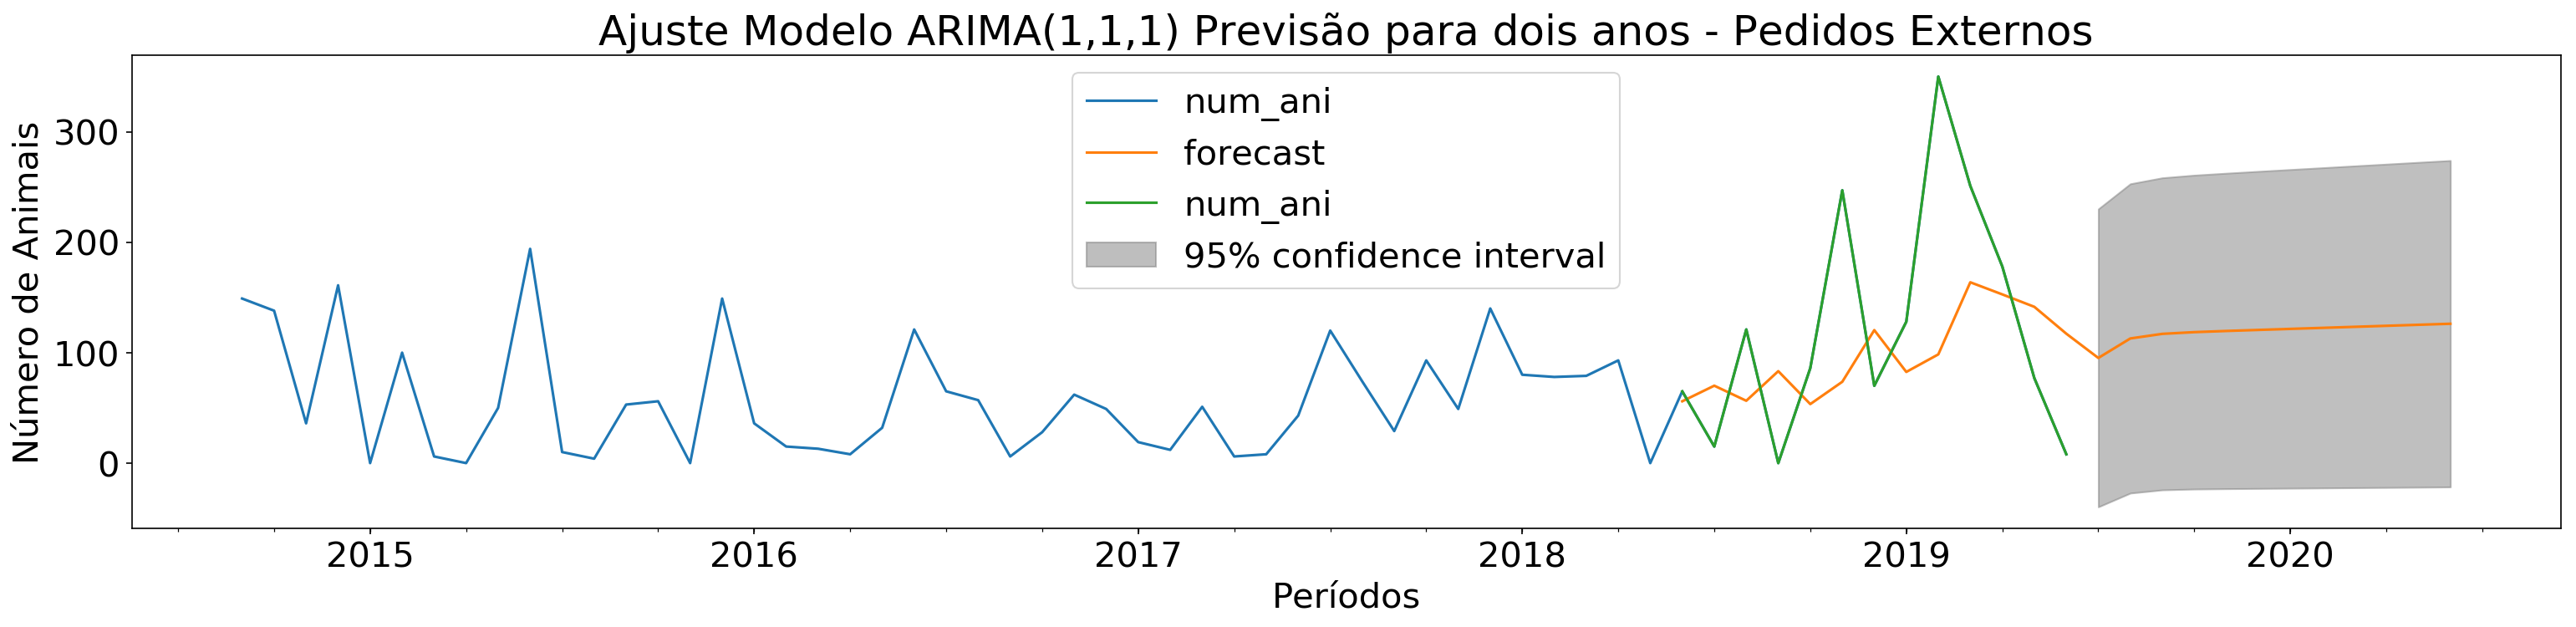 Ajuste Modelo ARIMA(1,1,1) Previsão para dois anos - Pedidos Externos
num_ani
forecast
num_ani
95% confidence interval
Número de Animais
300
200
100
0
2015 2016 2017 2018 2019 2020
Períodos